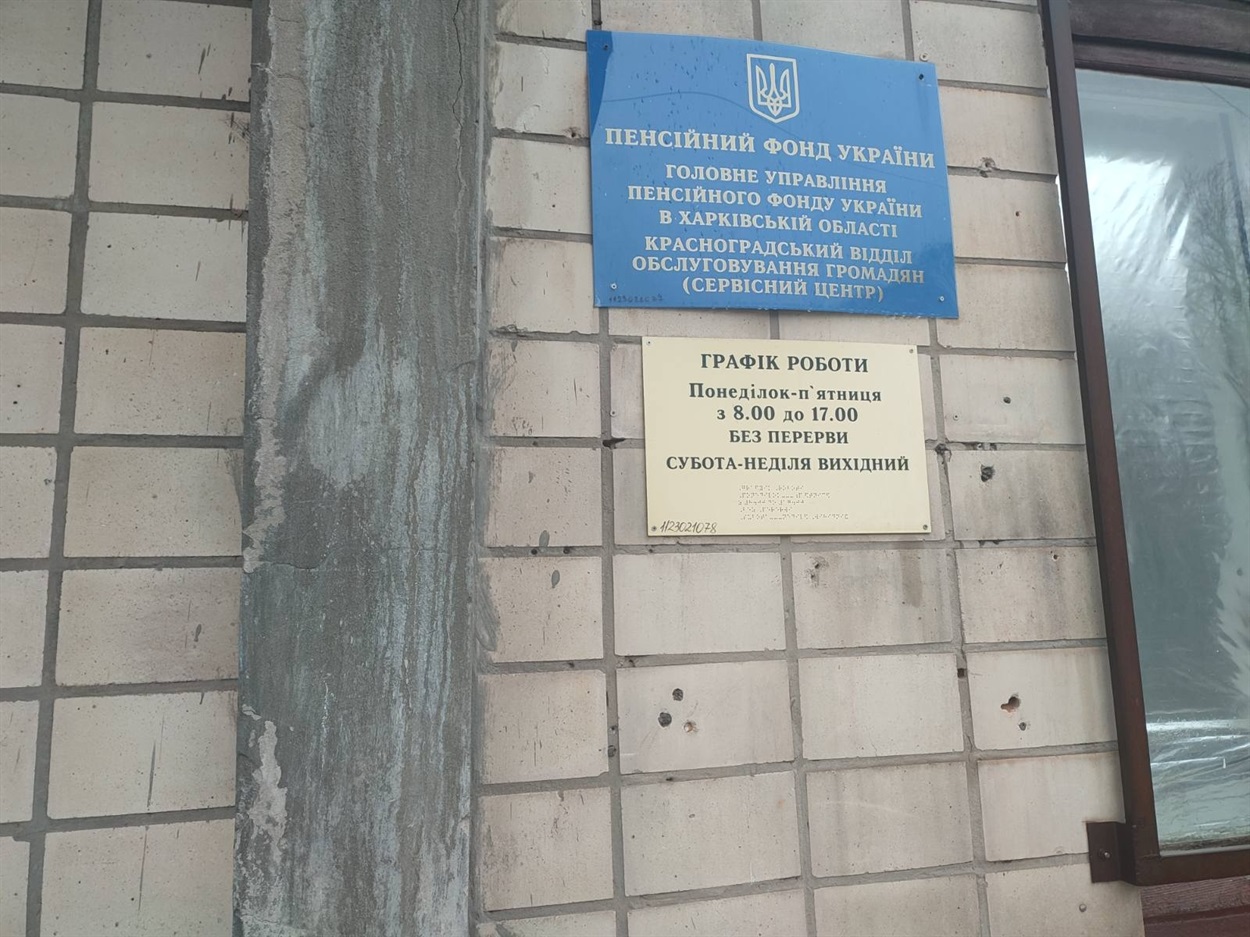 ПЕНСІЙНИЙ ФОНД УКРАЇНИ
ГОЛОВНЕ УПРАВЛІННЯ
ПЕНСІЙНОГО ФОНДУ УКРАЇНИ
В ХАРКІВСЬКІЙ ОБЛАСТІ
КРАСНОГРАДСЬКИЙ ВІДДІЛ
ОБСЛУГОВУВАННЯ ГРОМАДЯН
(СЕРВІСНИЙ ЦЕНТР)
ГРАФІК РОБОТИ
Понеділок-п`ятниця
з 8.00 до 17.00
БЕЗ ПЕРЕРВИ
СУБОТА-НЕДІЛЯ ВИХІДНИЙ
1123021078